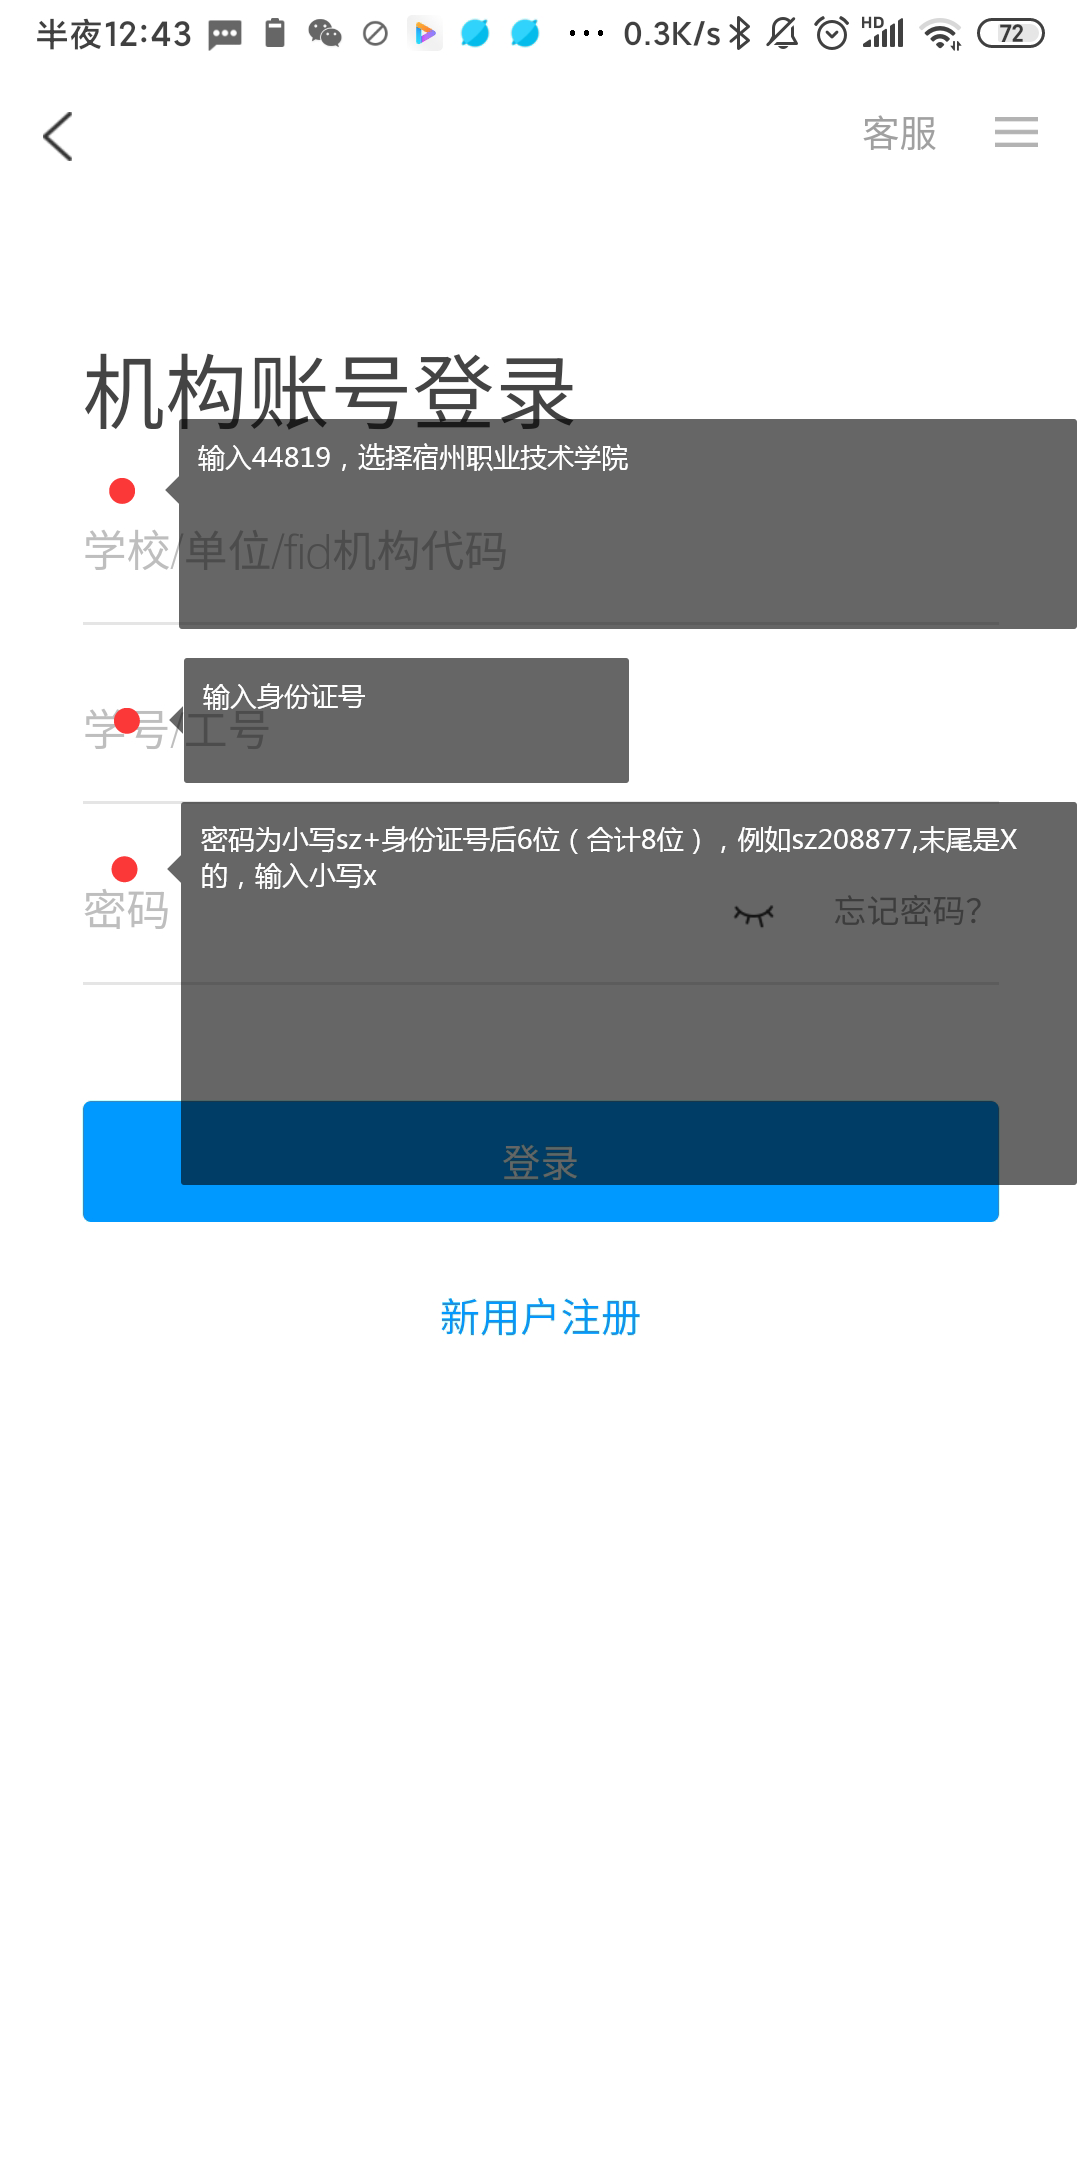 半夜12:43 ... 0.3K/s HD 72
客服
机构账号登录
输入44819，选择宿州职业技术学院
学校/单位/fid机构代码
输入身份证号
学号/工号
密码为小写sz+身份证号后6位（合计8位），例如sz208877,末尾是X
的，输入小写x
密码 忘记密码?
登录
新用户注册